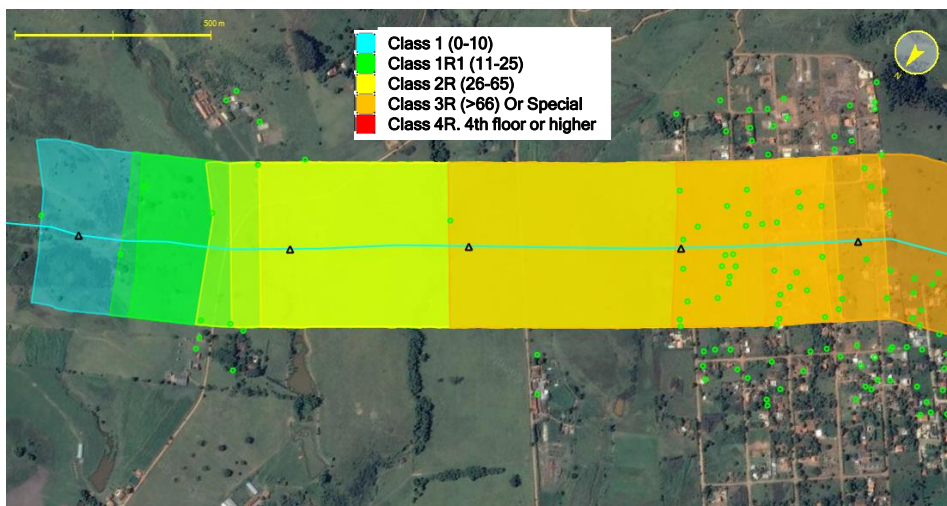 500 m
Class 1 (0-10)
Class 1R1 (11-25)
Class 2R (26-65)
Class 3R (>66) Or Special
Class 4R. 4th floor or higher
N